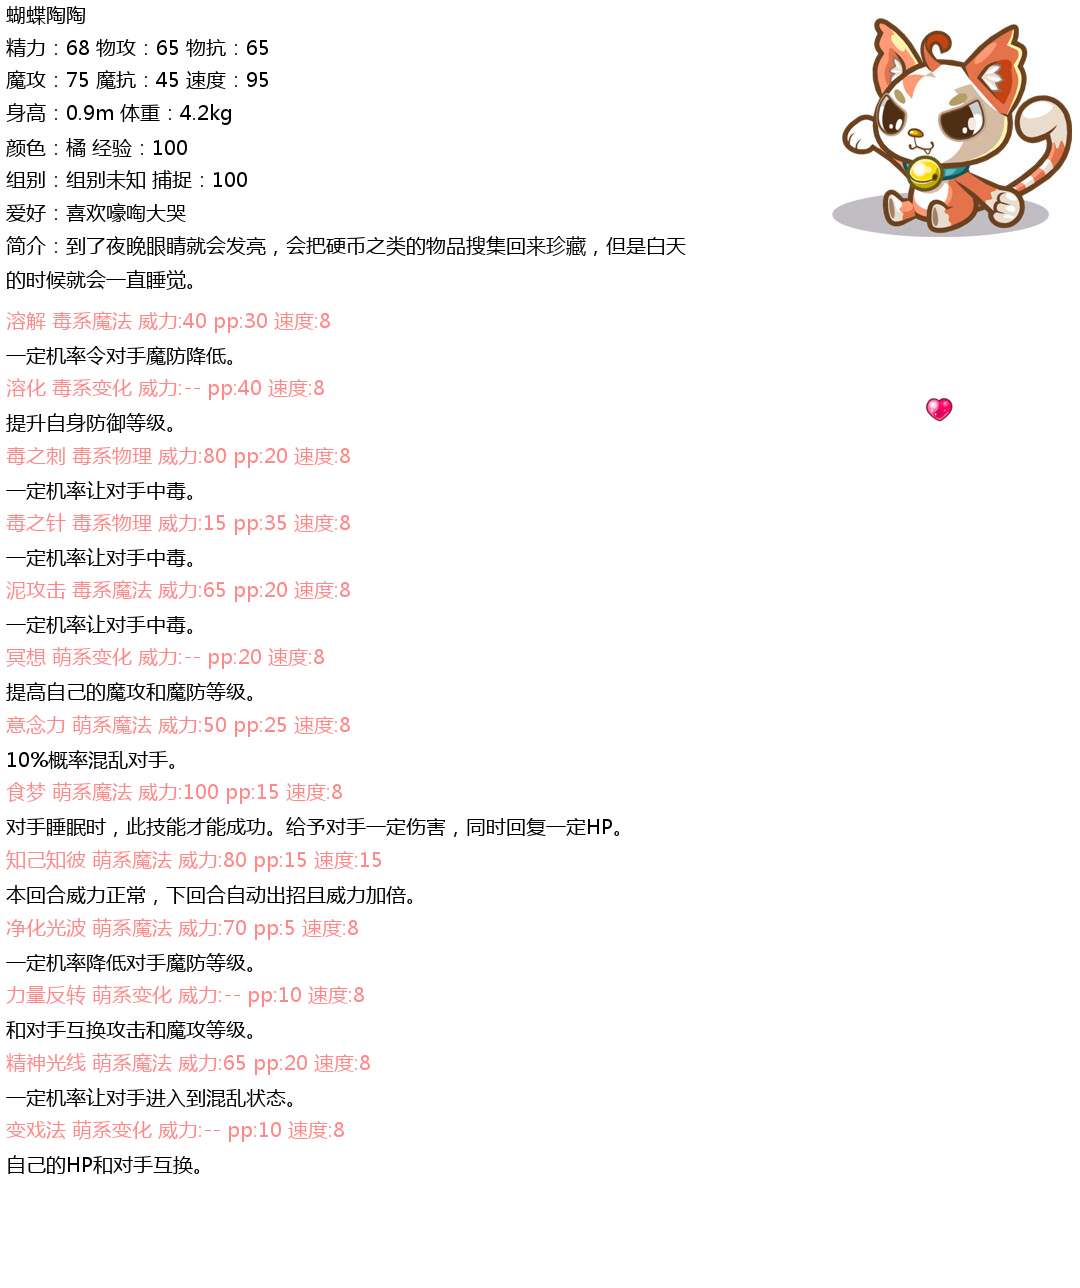 蝴蝶陶陶
精力：68 物攻：65 物抗：65
魔攻：75 魔抗：45 速度：95
身高：0.9m 体重：4.2kg
颜色：橘 经验：100
组别：组别未知 捕捉：100
爱好：喜欢嚎啕大哭
简介：到了夜晚眼睛就会发亮，会把硬币之类的物品搜集回来珍藏，但是白天
的时候就会一直睡觉。
溶解 毒系魔法 威力:40 pp:30 速度:8
一定机率令对手魔防降低。
溶化 毒系变化 威力:-- pp:40 速度:8
提升自身防御等级。
毒之刺 毒系物理 威力:80 pp:20 速度:8
一定机率让对手中毒。
毒之针 毒系物理 威力:15 pp:35 速度:8
一定机率让对手中毒。
泥攻击 毒系魔法 威力:65 pp:20 速度:8
一定机率让对手中毒。
冥想 萌系变化 威力:-- pp:20 速度:8
提高自己的魔攻和魔防等级。
意念力 萌系魔法 威力:50 pp:25 速度:8
10%概率混乱对手。
食梦 萌系魔法 威力:100 pp:15 速度:8
对手睡眠时，此技能才能成功。给予对手一定伤害，同时回复一定HP。
知己知彼 萌系魔法 威力:80 pp:15 速度:15
本回合威力正常，下回合自动出招且威力加倍。
净化光波 萌系魔法 威力:70 pp:5 速度:8
一定机率降低对手魔防等级。
力量反转 萌系变化 威力:-- pp:10 速度:8
和对手互换攻击和魔攻等级。
精神光线 萌系魔法 威力:65 pp:20 速度:8
一定机率让对手进入到混乱状态。
变戏法 萌系变化 威力:-- pp:10 速度:8
自己的HP和对手互换。